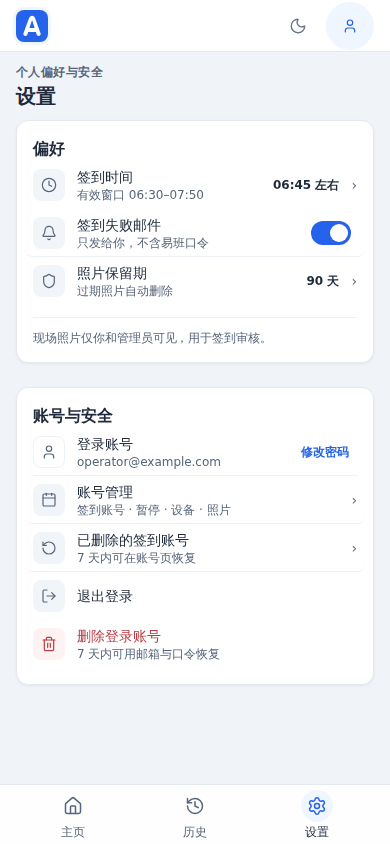 A
个人偏好与安全
设置
偏好
签到时间
06:45 左右
有效窗口 06:30–07:50
签到失败邮件
只发给你，不含易班口令
照片保留期
90 天
过期照片自动删除
现场照片仅你和管理员可见，用于签到审核。
账号与安全
登录账号
修改密码
operator@example.com
账号管理
签到账号 · 暂停 · 设备 · 照片
已删除的签到账号
7 天内可在账号页恢复
退出登录
删除登录账号
7 天内可用邮箱与口令恢复
主页
历史
设置